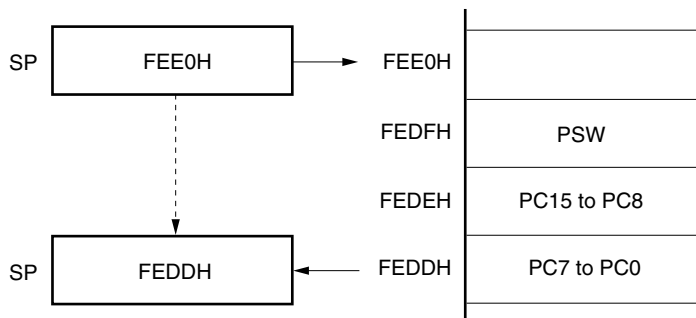 SP FEE0H FEE0H
FEDFH PSW
FEDEH PC15 to PC8
SP FEDDH FEDDH PC7 to PC0